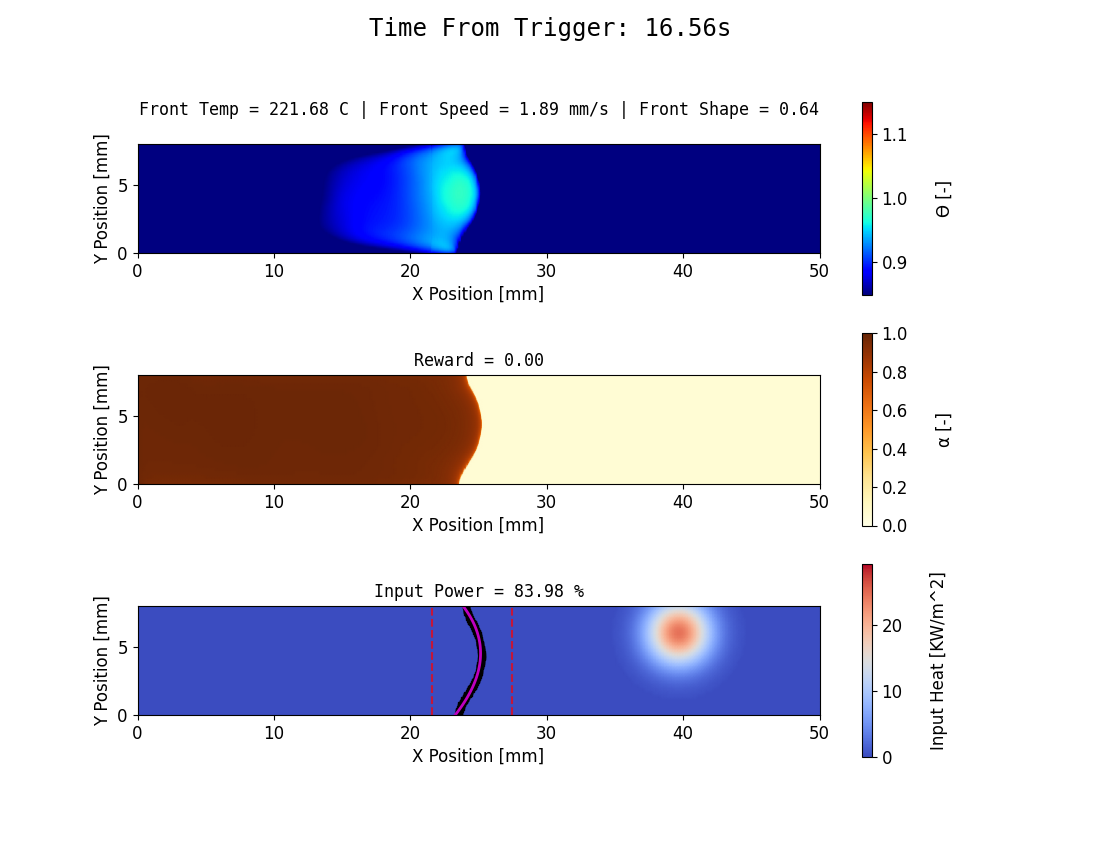 Time From Trigger: 16.56s
Front Temp = 221.68 C | Front Speed = 1.89 mm/s | Front Shape = 0.64
Y Position [mm]
5
0
0 10 20 30 40 50
X Position [mm]
1.1
1.0
0.9
Θ [-]
Reward = 0.00
Y Position [mm]
5
0
0 10 20 30 40 50
X Position [mm]
1.0
0.8
0.6
0.4
0.2
0.0
α [-]
Input Power = 83.98 %
Y Position [mm]
5
0
0 10 20 30 40 50
X Position [mm]
20
10
0
Input Heat [KW/m^2]